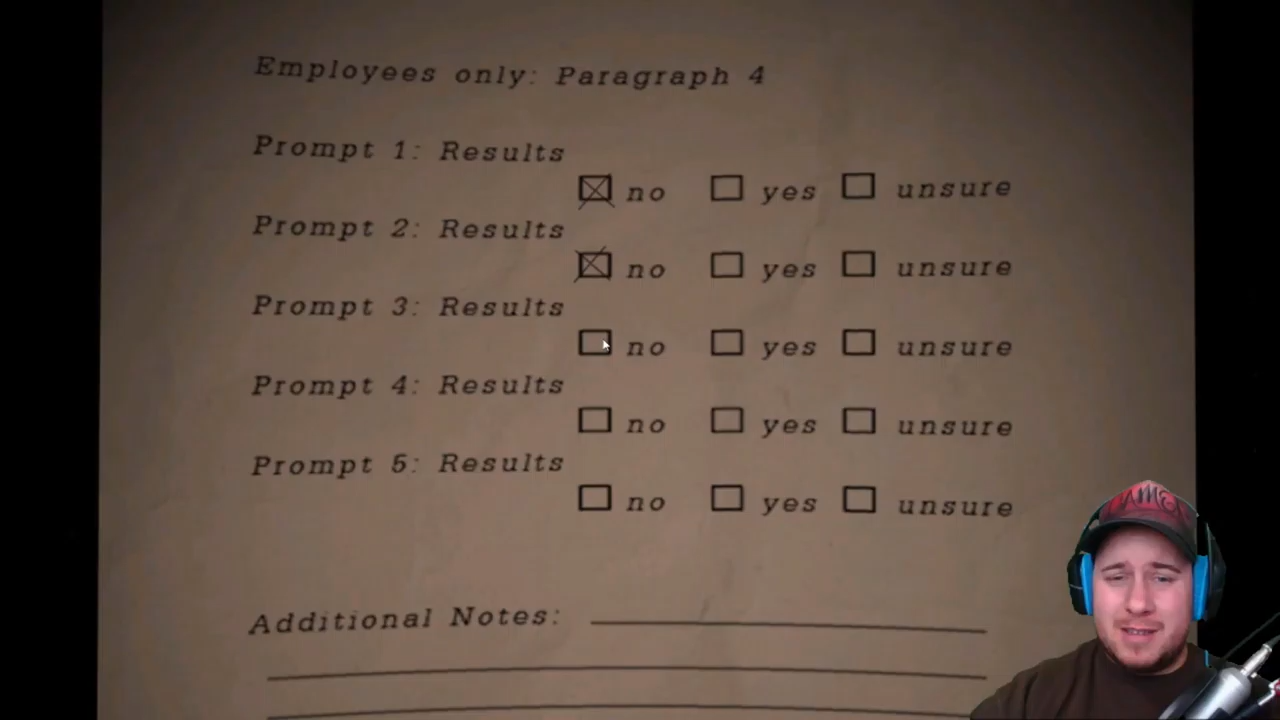 Employees only: Paragraph 4
Prompt 1: Results
no yes unsure
Prompt 2: Results
no yes unsure
Prompt 3: Results
no yes unsure
Prompt 4: Results
no yes unsure
Prompt 5: Results
no yes unsure
Additional Notes: